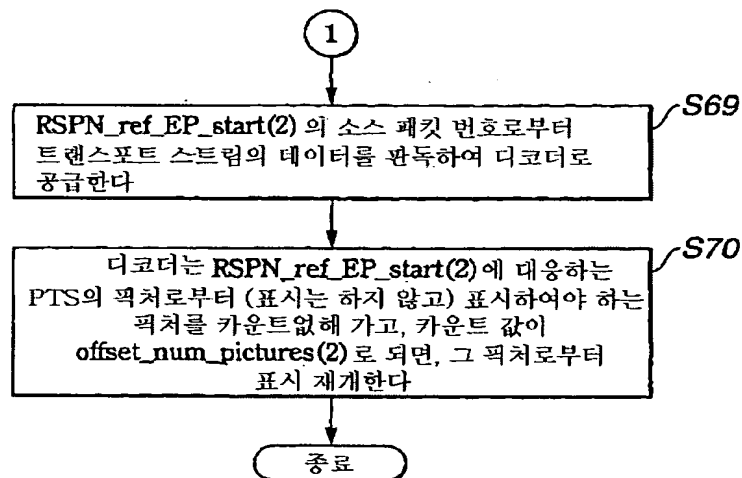 1
S69
RSPN_ref_EP_start(2) 의 소스 패킷 번호로부터
트랜스포트 스트림의 데이터를 판독하여 디코더로
공급한다
S70
디코더는 RSPN_ref_EP_start(2)에 대응하는
PTS의 픽처로부터 (표시는 하지 않고) 표시하여야 하는
픽처를 카운트업해 가고, 카운트 값이
offset_num_pictures(2) 로 되면, 그 픽처로부터
표시 재개한다
종료